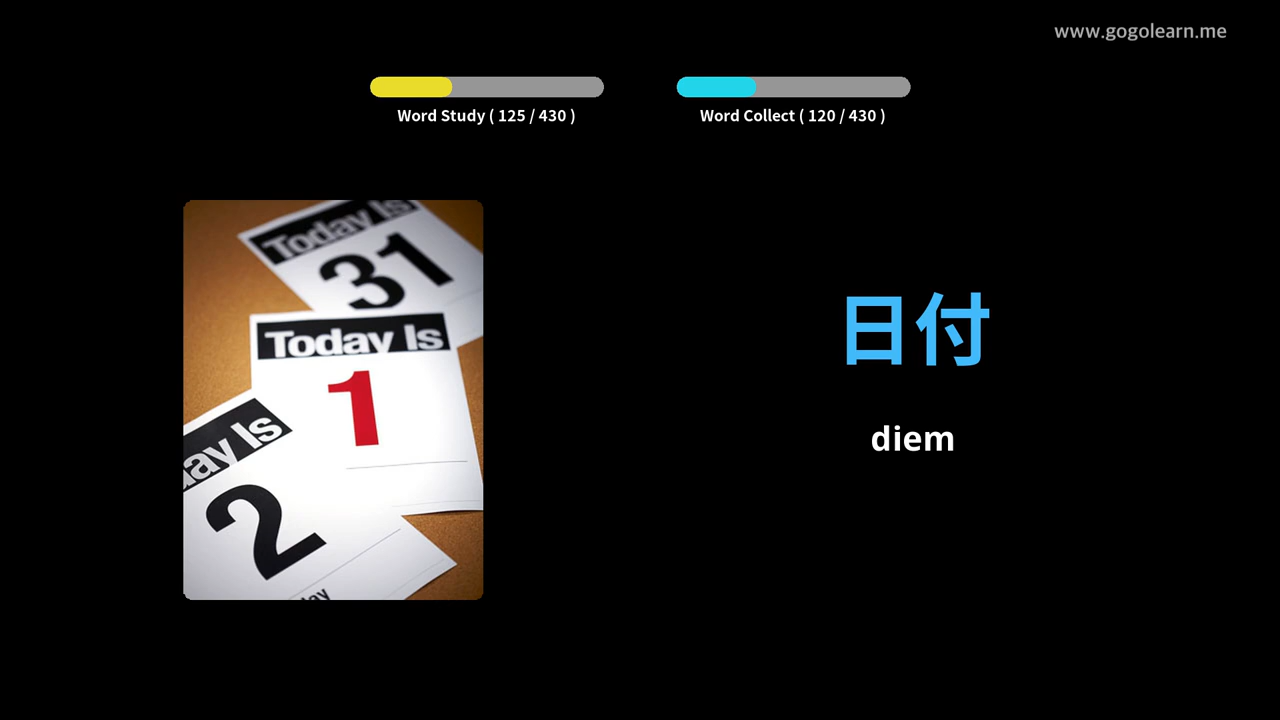 www.gogolearn.me
Word Study ( 125 / 430 )
Word Collect ( 120 / 430 )
Today Is
31
Today Is
1
ay Is
2
日付
diem